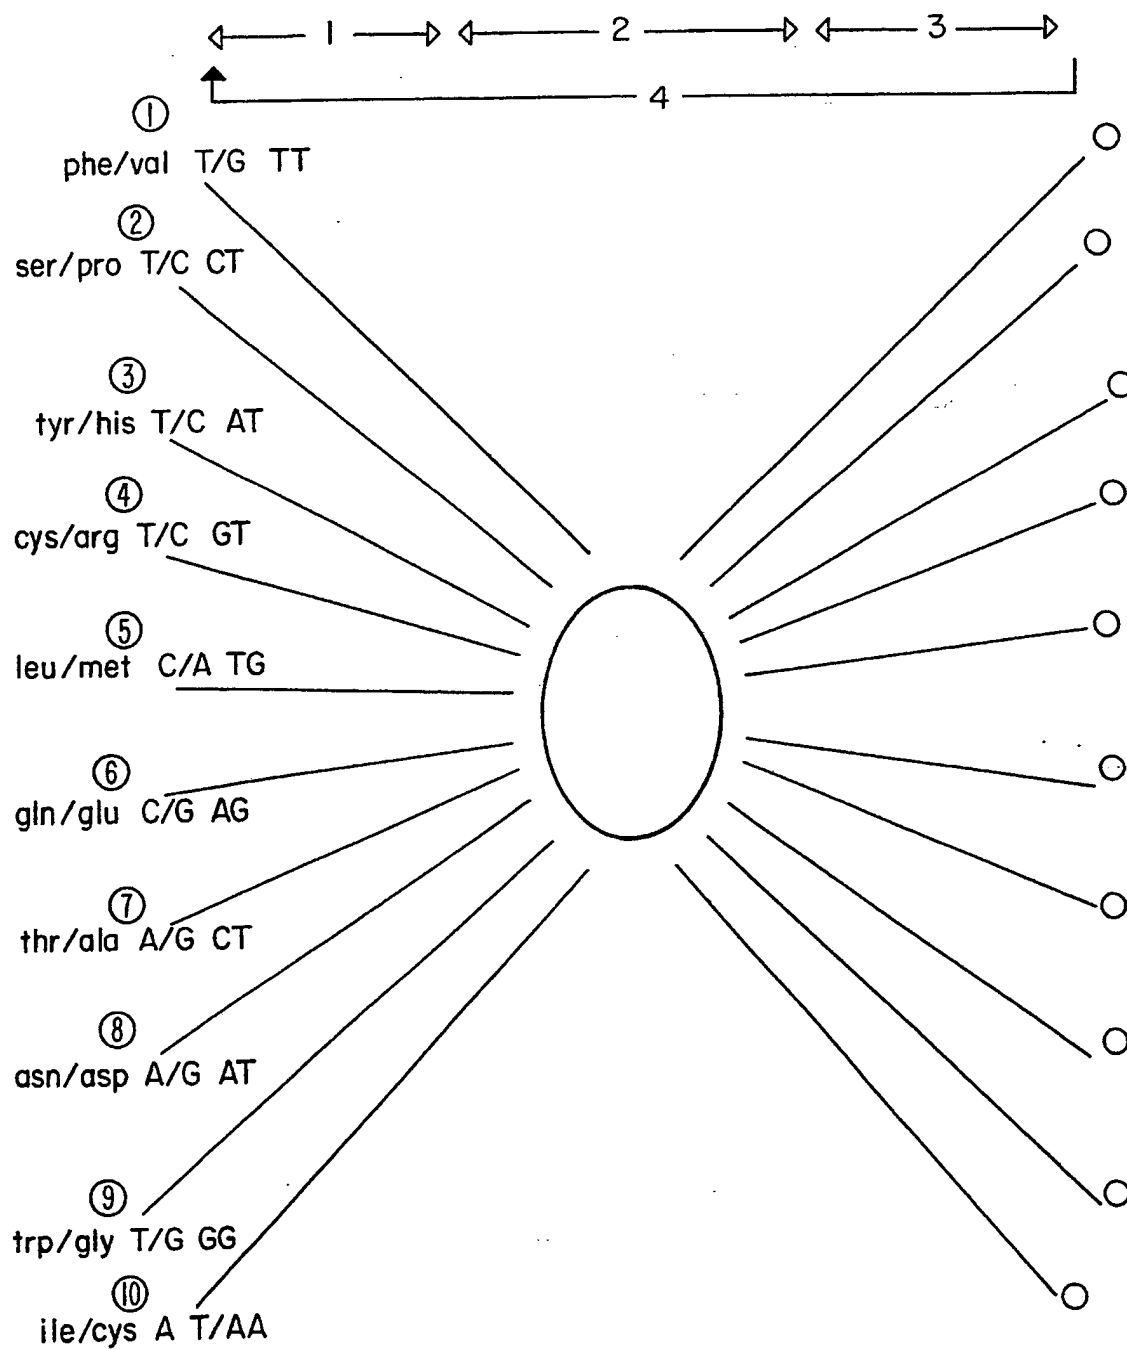 1 2 3
4
①
phe/val T/G TT
②
ser/pro T/C CT
③
tyr/his T/C AT
④
cys/arg T/C GT
⑤
leu/met C/A TG
⑥
gln/glu C/G AG
⑦
thr/ala A/G CT
⑧
asn/asp A/G AT
⑨
trp/gly T/G GG
⑩
ile/cys A T/AA